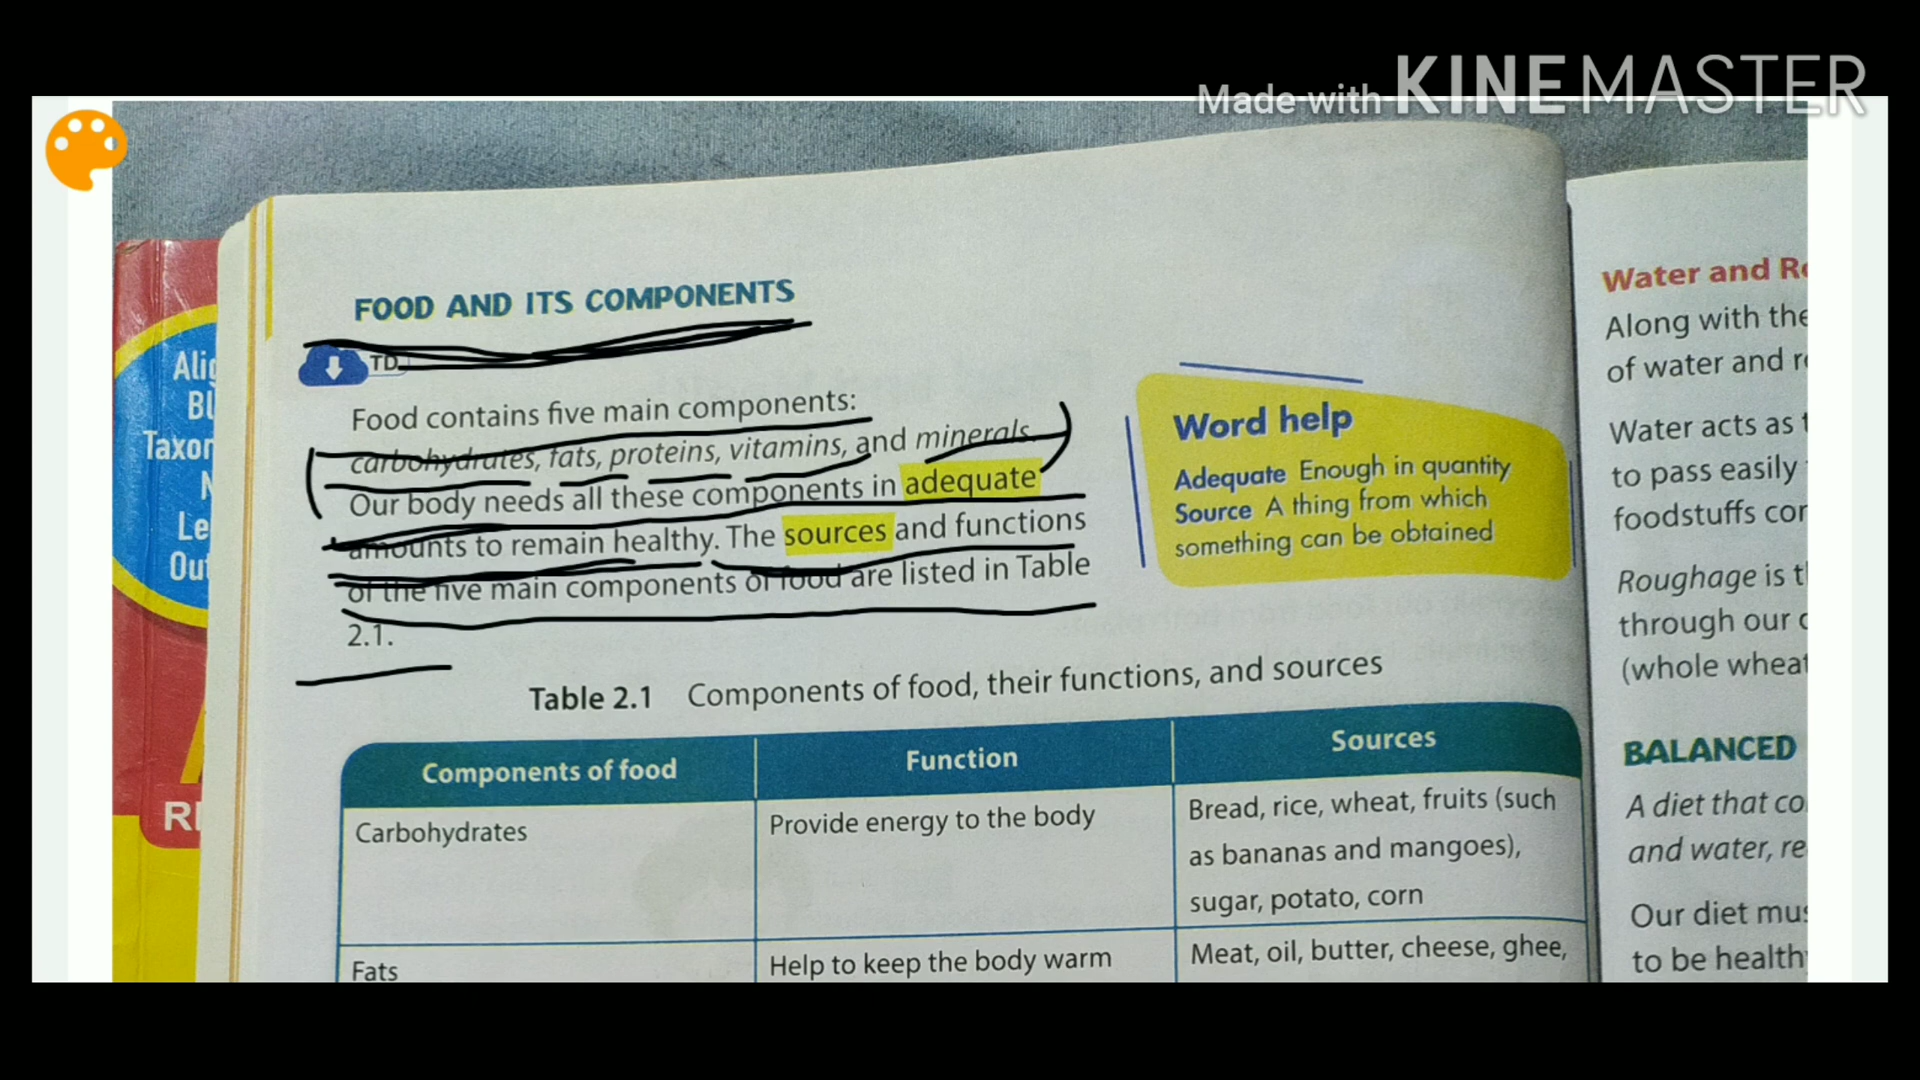 Made with KINEMASTER
FOOD AND ITS COMPONENTS
TD
Food contains five main components:
carbohydrates, fats, proteins, vitamins, and minerals.
Our body needs all these components in adequate
amounts to remain healthy. The sources and functions
of the five main components of food are listed in Table
2.1.
Word help
Adequate Enough in quantity
Source A thing from which
something can be obtained
Table 2.1 Components of food, their functions, and sources
Components of food Function Sources
Carbohydrates Provide energy to the body Bread, rice, wheat, fruits (such
as bananas and mangoes),
sugar, potato, corn
Fats Help to keep the body warm Meat, oil, butter, cheese, ghee,
Water and
Along with the
of water and
Water acts as
to pass easily
foodstuffs
Roughage is
through our
(whole
BALANCED
A diet that
and water,
Our diet
to be